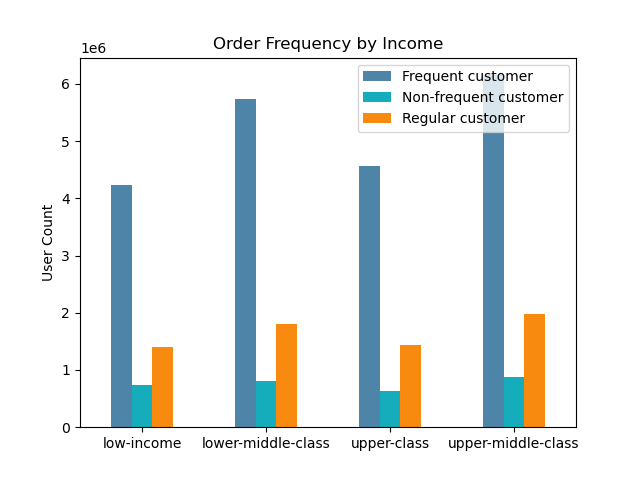 Order Frequency by Income
1e6
Frequent customer
Non-frequent customer
Regular customer
6
5
4
3
2
1
0
User Count
low-income lower-middle-class upper-class upper-middle-class